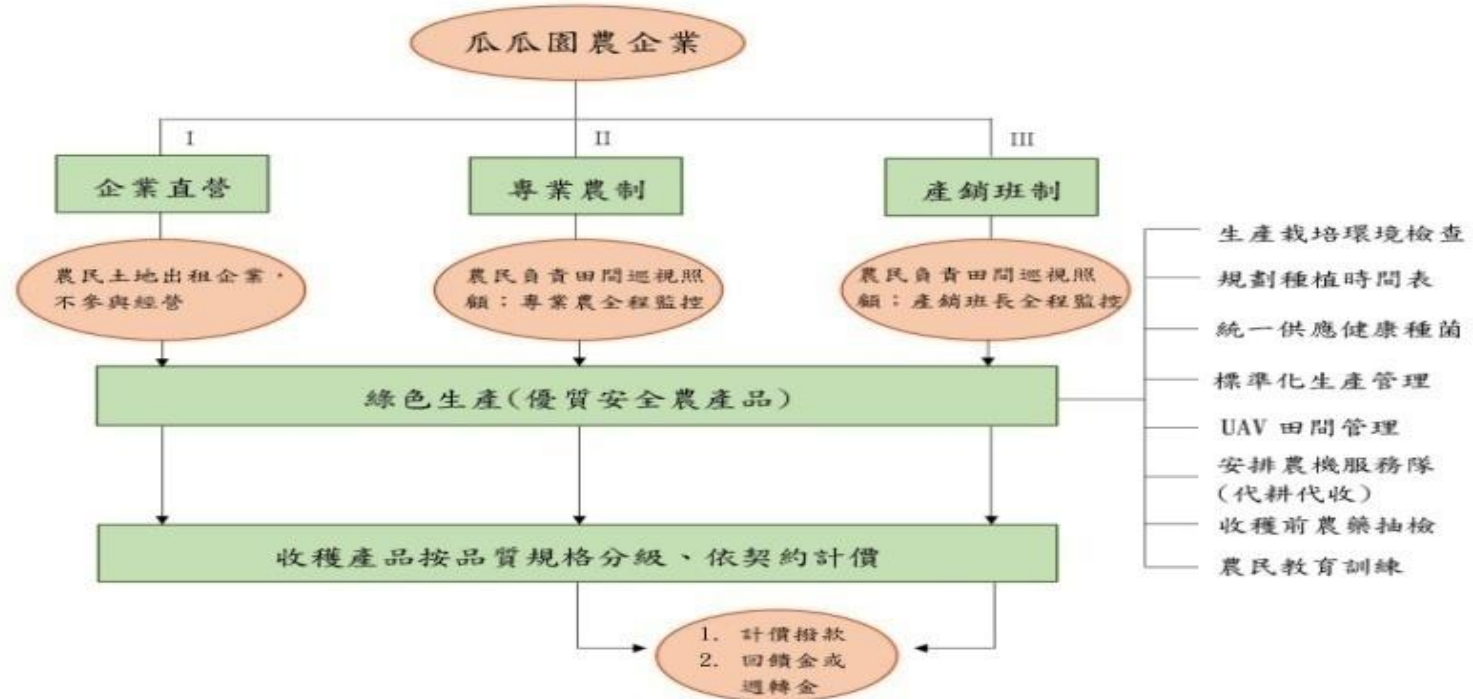 瓜瓜園農企業
I
II
III
企業直營
專業農制
產銷班制
農民土地出租企業，
不參與經營
農民負責田間巡視照
顧；專業農全程監控
農民負責田間巡視照
顧；產銷班長全程監控
綠色生產(優質安全農產品)
生產栽培環境檢查
規劃種植時間表
統一供應健康種菌
標準化生產管理
UAV 田間管理
安排農機服務隊
(代耕代收)
收穫前農藥抽檢
農民教育訓練
收穫產品按品質規格分級、依契約計價
1. 計價撥款
2. 回饋金或
週轉金